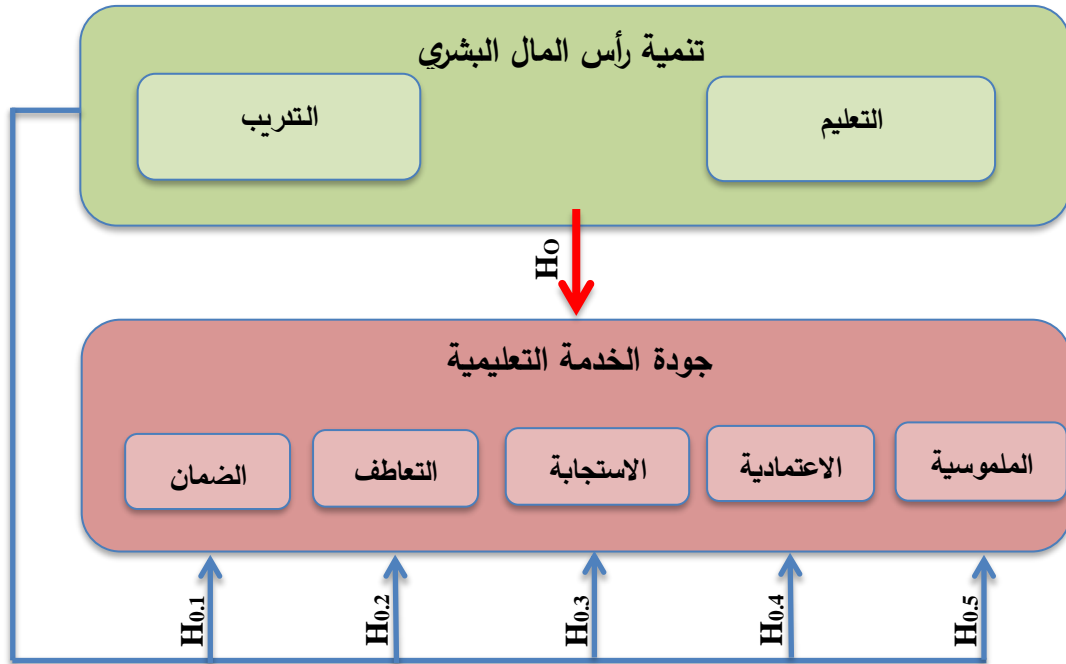 تنمية رأس المال البشري
التعليم
التدريب
H0
جودة الخدمة التعليمية
الملموسية
الاعتمادية
الاستجابة
التعاطف
الضمان
H0.5
H0.4
H0.3
H0.2
H0.1